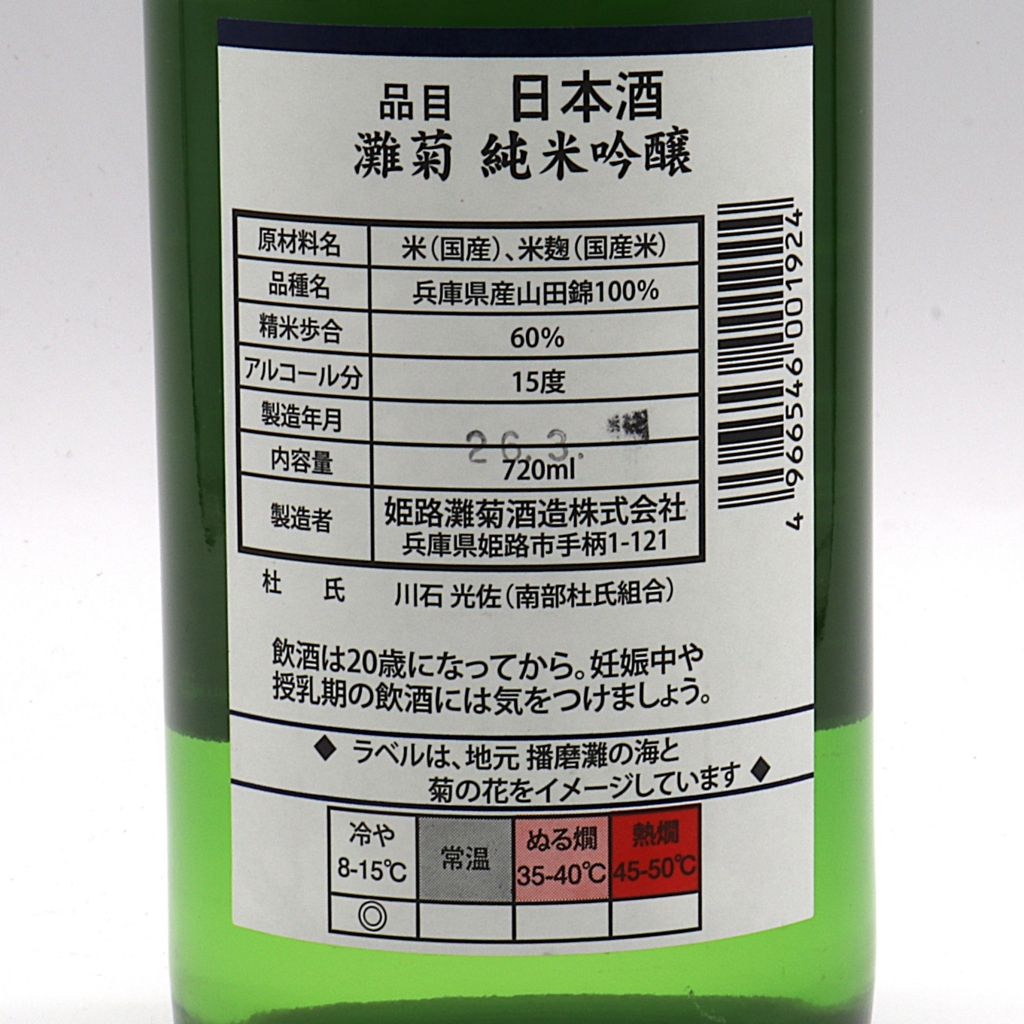 品目 日本酒
灘菊 純米吟醸
原材料名 米(国産)、米麹(国産米)
品種名 兵庫県産山田錦100%
精米歩合 60%
アルコール分 15度
製造年月 26.3.
内容量 720ml
製造者 姫路灘菊酒造株式会社
兵庫県姫路市手柄1-121
杜 氏 川石 光佐(南部杜氏組合)
飲酒は20歳になってから。妊娠中や
授乳期の飲酒には気をつけましょう。
◆ ラベルは、地元 播磨灘の海と
菊の花をイメージしています ◆
冷や 常温 ぬる燗 熱燗
8-15℃ 35-40℃ 45-50℃
◎
4 966546 001924